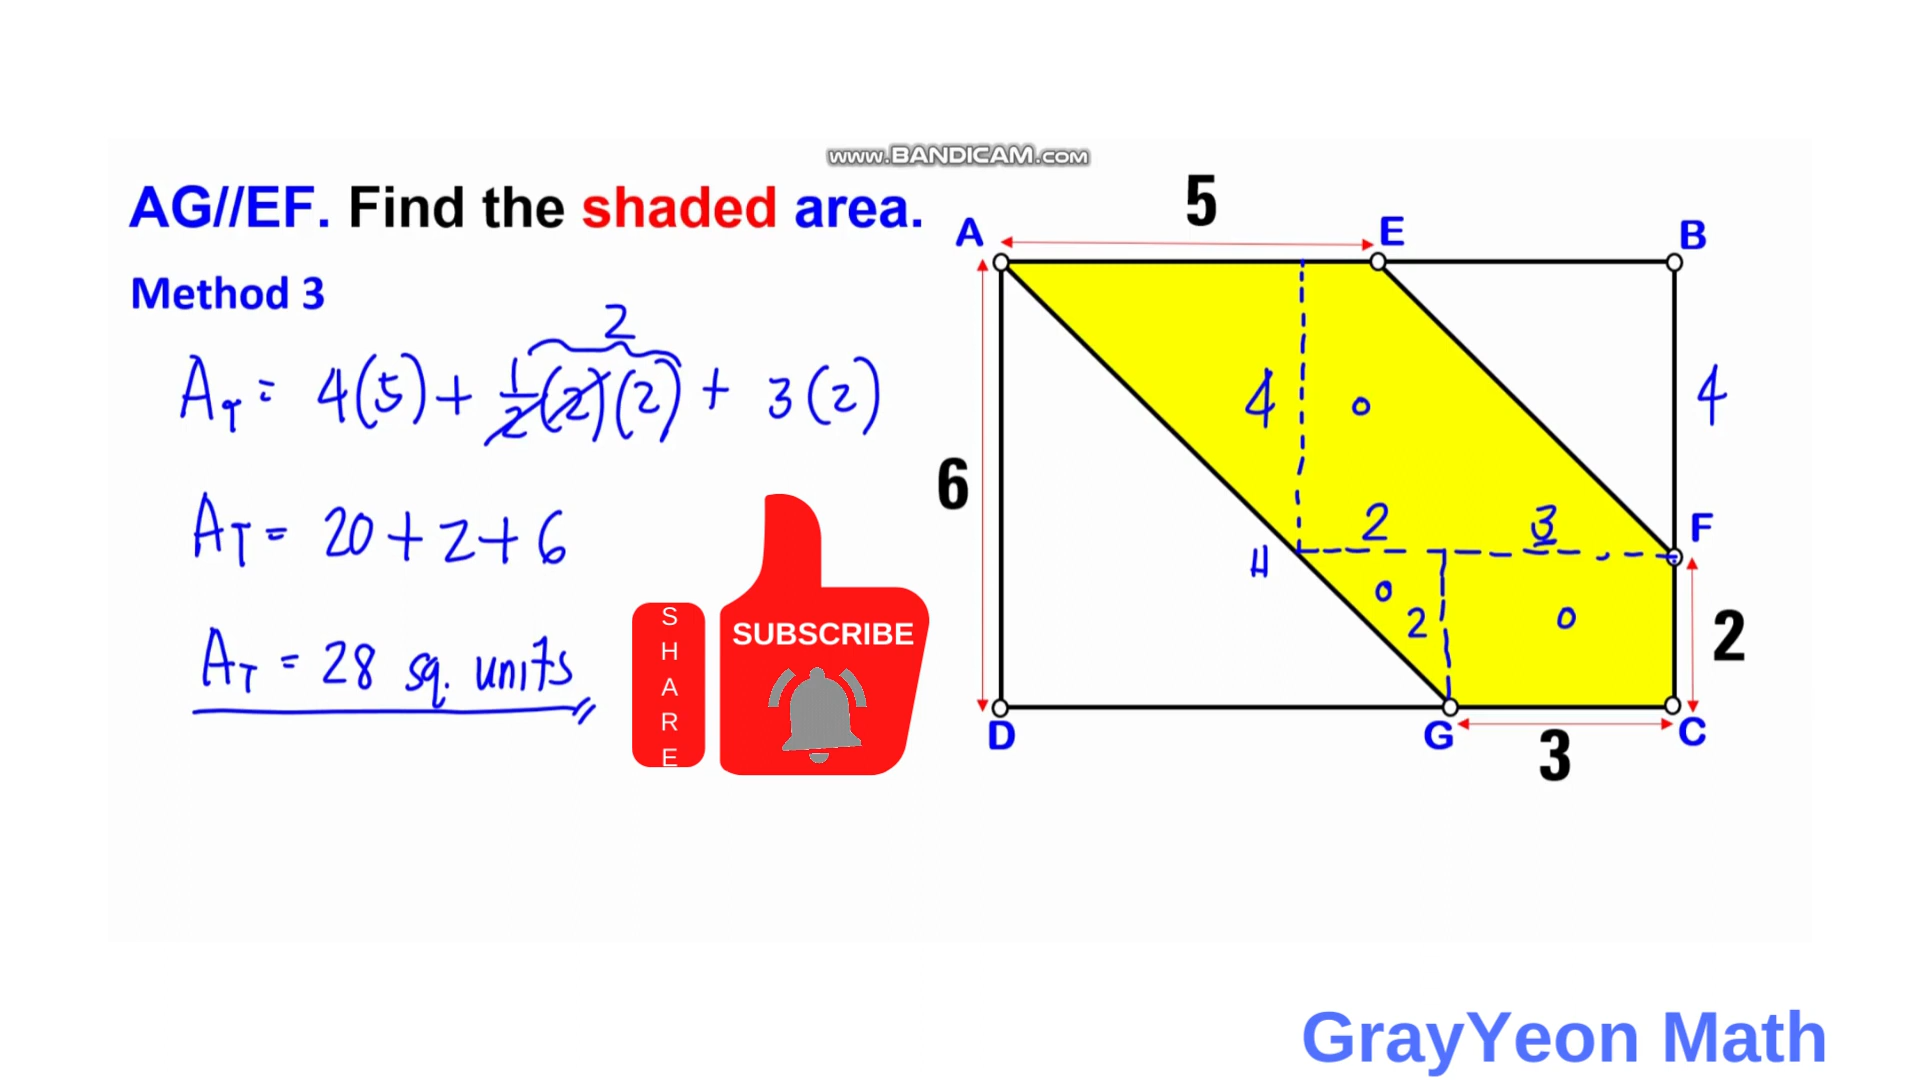 www.BANDICAM.com
AG//EF. Find the shaded area.
Method 3
2
A_T = 4(5) + 1/2(2)(2) + 3(2)
A_T = 20 + 2 + 6
A_T = 28 sq. units
SHARE
SUBSCRIBE
5
A
E
B
4
4
6
2
3
F
H
2
2
D
G
C
3
GrayYeon Math